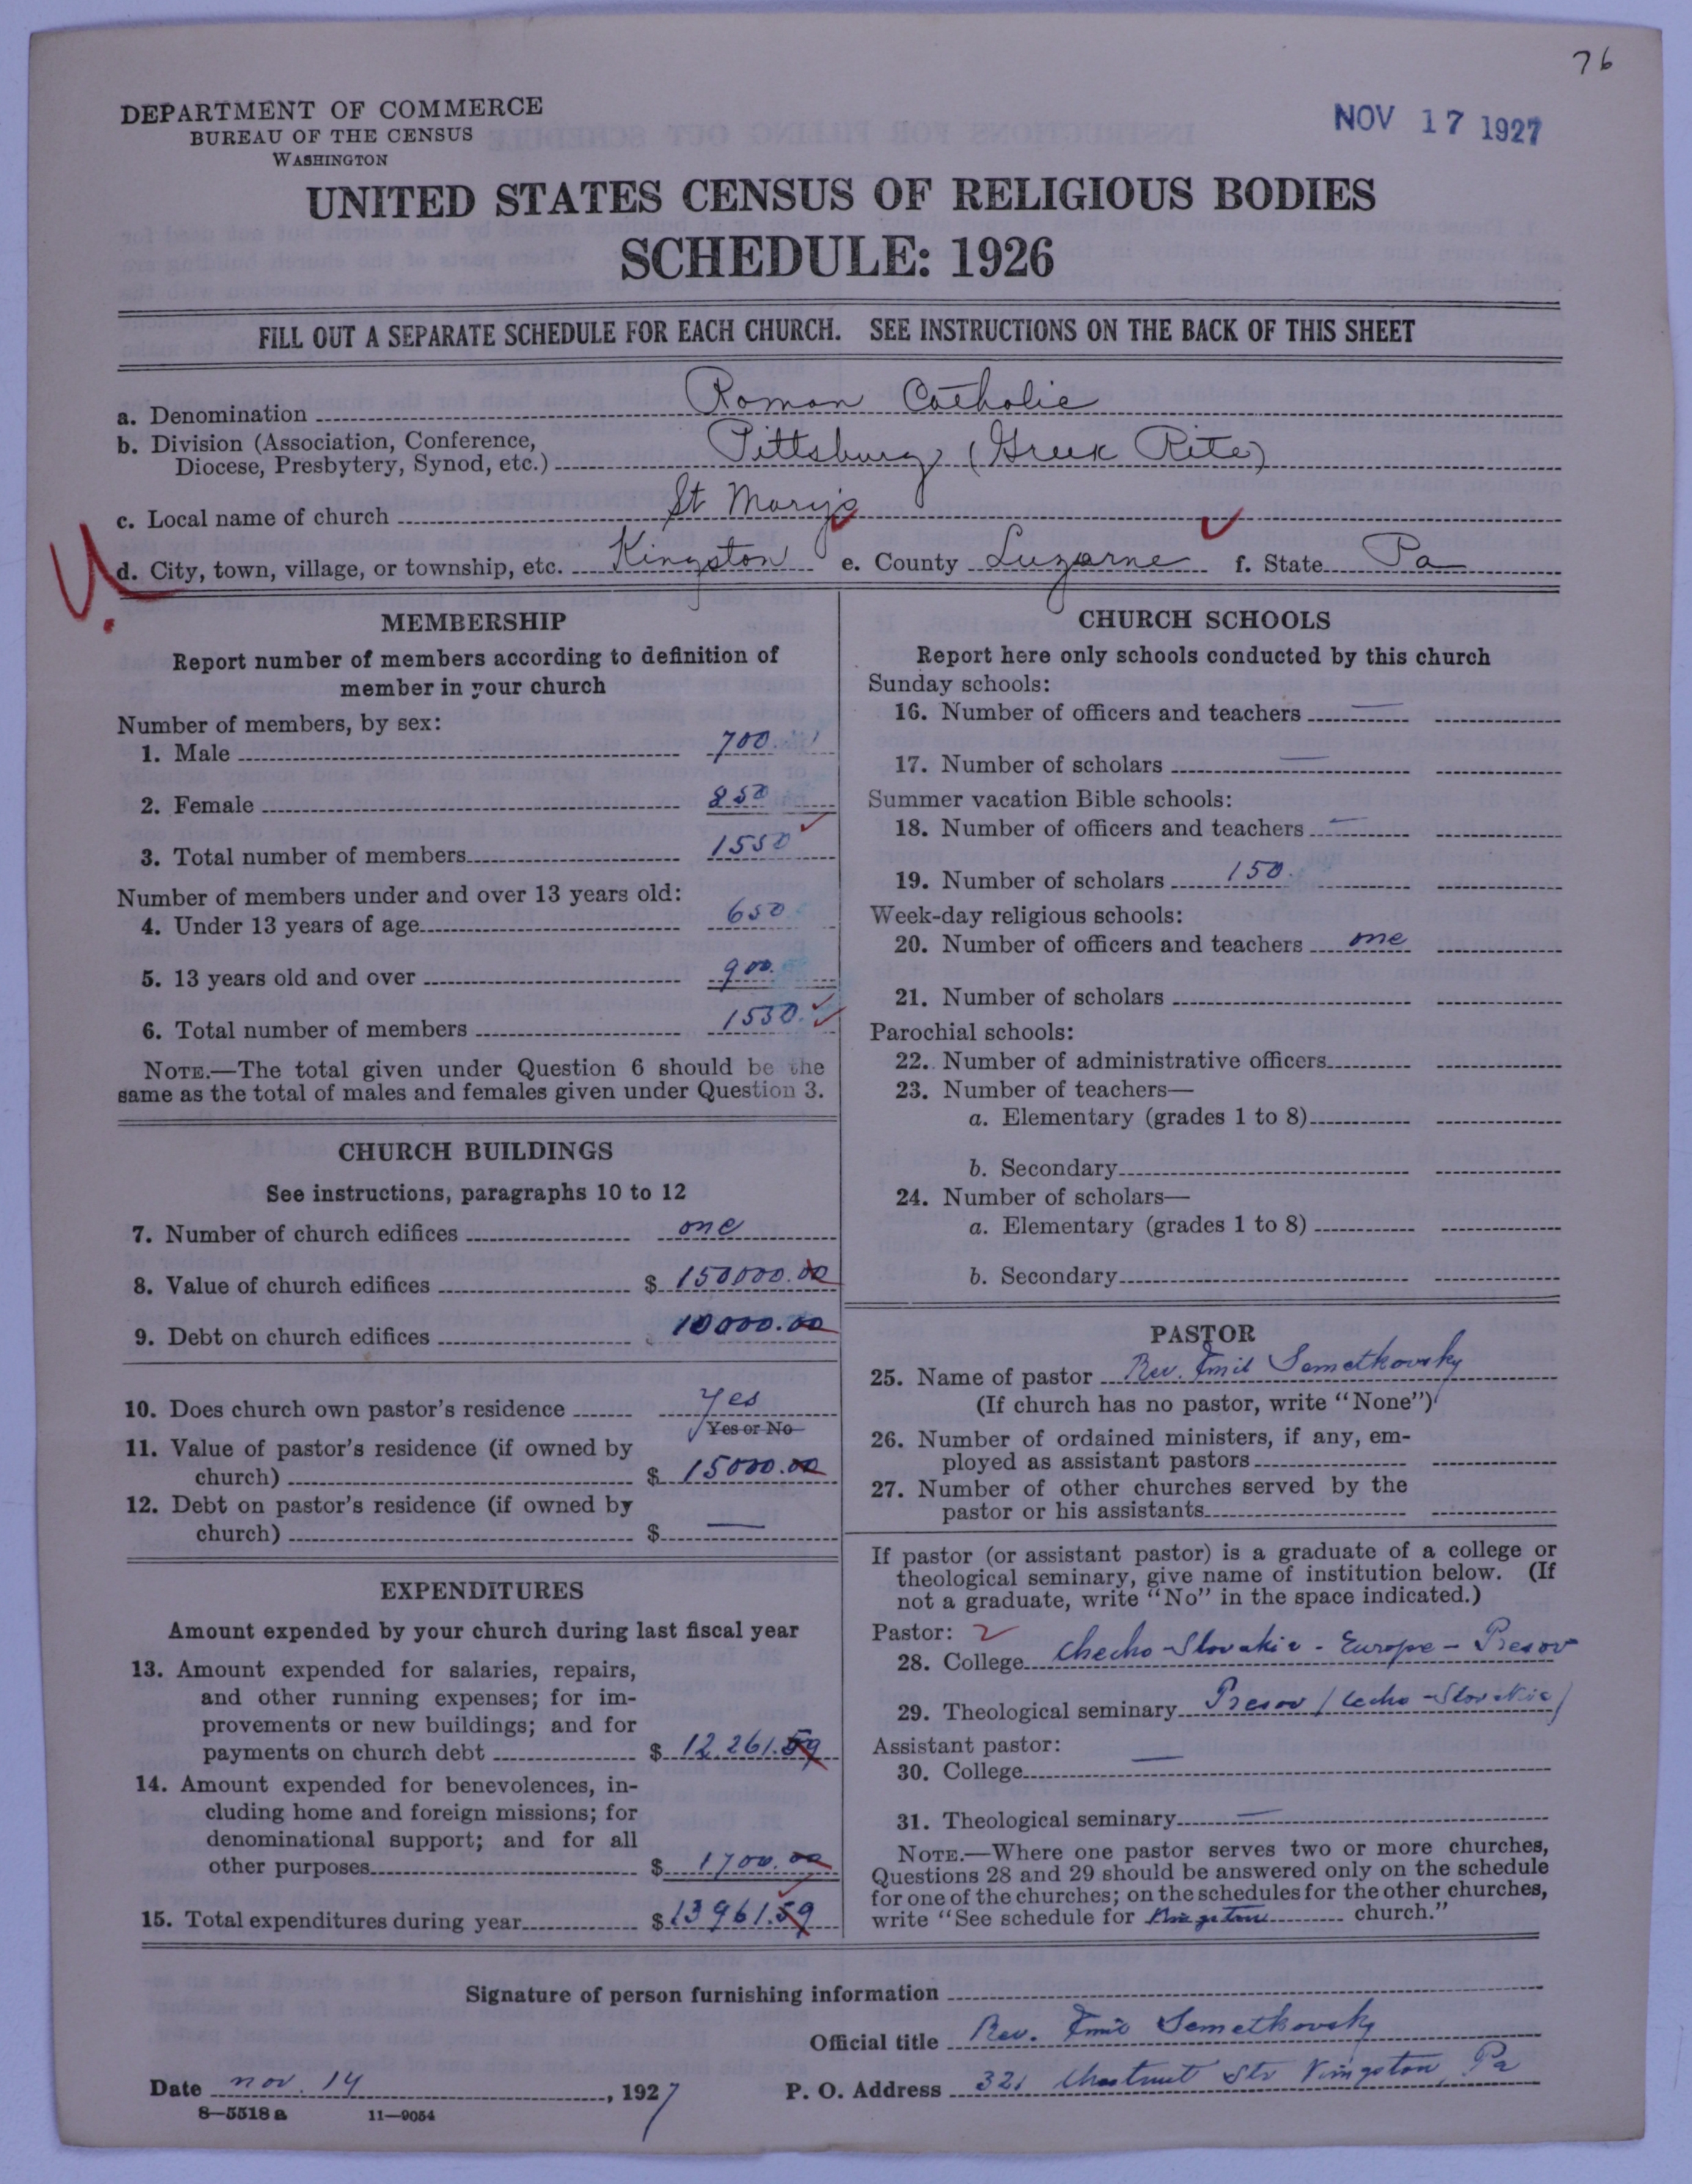 76
NOV 17 1927
DEPARTMENT OF COMMERCE
BUREAU OF THE CENSUS
WASHINGTON
UNITED STATES CENSUS OF RELIGIOUS BODIES
SCHEDULE: 1926
FILL OUT A SEPARATE SCHEDULE FOR EACH CHURCH. SEE INSTRUCTIONS ON THE BACK OF THIS SHEET
a. Denomination Roman Catholic
b. Division (Association, Conference,
Diocese, Presbytery, Synod, etc.) Pittsburg (Greek Rite)
c. Local name of church St Mary's
d. City, town, village, or township, etc. Kingston e. County Luzerne f. State Pa
MEMBERSHIP
Report number of members according to definition of
member in your church
Number of members, by sex:
1. Male 700
2. Female 850
3. Total number of members 1550
Number of members under and over 13 years old:
4. Under 13 years of age 650
5. 13 years old and over 900
6. Total number of members 1550
NOTE.—The total given under Question 6 should be the
same as the total of males and females given under Question 3.
CHURCH BUILDINGS
See instructions, paragraphs 10 to 12
7. Number of church edifices one
8. Value of church edifices $ 150000.00
9. Debt on church edifices 10000.00
10. Does church own pastor's residence Yes
Yes or No
11. Value of pastor's residence (if owned by
church) $ 15000.00
12. Debt on pastor's residence (if owned by
church) $ —
EXPENDITURES
Amount expended by your church during last fiscal year
13. Amount expended for salaries, repairs,
and other running expenses; for im-
provements or new buildings; and for
payments on church debt $ 12.261.59
14. Amount expended for benevolences, in-
cluding home and foreign missions; for
denominational support; and for all
other purposes $ 1700.00
15. Total expenditures during year $ 13961.59
CHURCH SCHOOLS
Report here only schools conducted by this church
Sunday schools:
16. Number of officers and teachers —
17. Number of scholars —
Summer vacation Bible schools:
18. Number of officers and teachers —
19. Number of scholars 150
Week-day religious schools:
20. Number of officers and teachers one
21. Number of scholars
Parochial schools:
22. Number of administrative officers
23. Number of teachers—
a. Elementary (grades 1 to 8)
b. Secondary
24. Number of scholars—
a. Elementary (grades 1 to 8)
b. Secondary
PASTOR
25. Name of pastor Rev. Emil Semetkovsky
(If church has no pastor, write "None")
26. Number of ordained ministers, if any, em-
ployed as assistant pastors
27. Number of other churches served by the
pastor or his assistants
If pastor (or assistant pastor) is a graduate of a college or
theological seminary, give name of institution below. (If
not a graduate, write "No" in the space indicated.)
Pastor: 2
28. College Checho-Slovakia - Europe - Presov
29. Theological seminary Presov (Checho-Slovakia)
Assistant pastor:
30. College —
31. Theological seminary —
NOTE.—Where one pastor serves two or more churches,
Questions 28 and 29 should be answered only on the schedule
for one of the churches; on the schedules for the other churches,
write "See schedule for Kingston church."
Signature of person furnishing information
Official title Rev. Emil Semetkovsky
Date nov. 14, 1927 P. O. Address 321 Chestnut Str Kingston, Pa
8—5518 a 11—9054